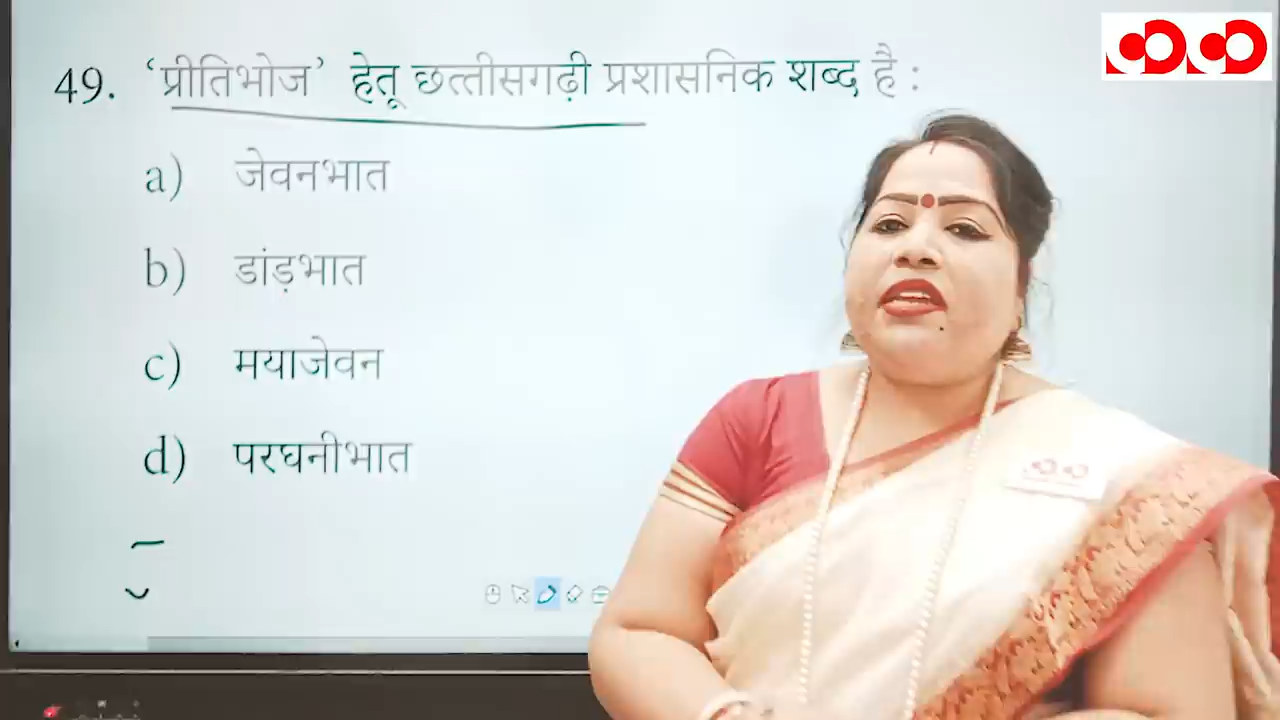 49. ‘प्रीतिभोज’ हेतू छत्तीसगढ़ी प्रशासनिक शब्द है :
a) जेवनभात
b) डांड़भात
c) मयाजेवन
d) परघनीभात